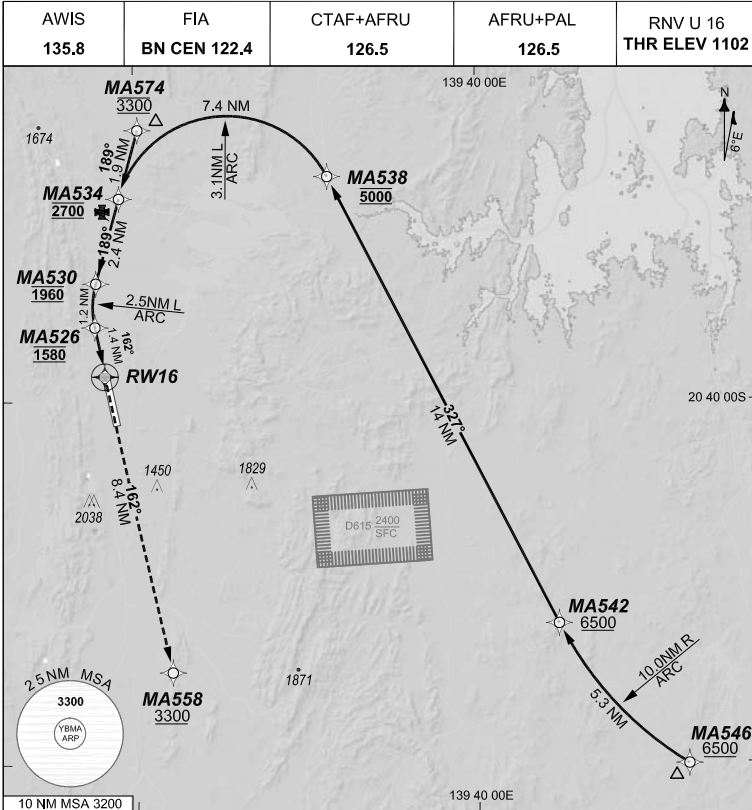 AWIS
135.8
FIA
BN CEN 122.4
CTAF+AFRU
126.5
AFRU+PAL
126.5
RNV U 16
THR ELEV 1102
MA574
3300
7.4 NM
139 40 00E
N
6°E
1674
189°
1.9 NM
3.1NM L
ARC
MA538
5000
MA534
2700
189°
2.4 NM
MA530
1960
1.2 NM
2.5NM L
ARC
MA526
1580
162°
1.4 NM
RW16
20 40 00S
327°
14 NM
1450
1829
2038
162°
8.4 NM
D615 2400
SFC
MA542
6500
10.0NM R
ARC
5.3 NM
1871
MA558
3300
MA546
6500
25 NM MSA
3300
YBMA
ARP
10 NM MSA 3200
139 40 00E